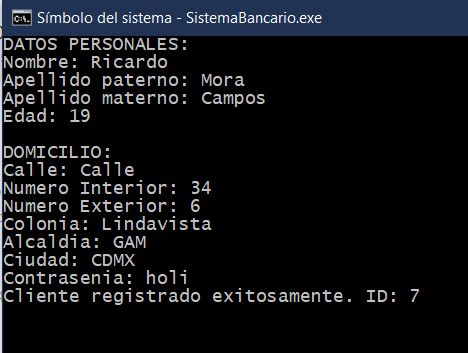 Símbolo del sistema - SistemaBancario.exe
DATOS PERSONALES:
Nombre: Ricardo
Apellido paterno: Mora
Apellido materno: Campos
Edad: 19
DOMICILIO:
Calle: Calle
Numero Interior: 34
Numero Exterior: 6
Colonia: Lindavista
Alcaldia: GAM
Ciudad: CDMX
Contrasenia: holi
Cliente registrado exitosamente. ID: 7